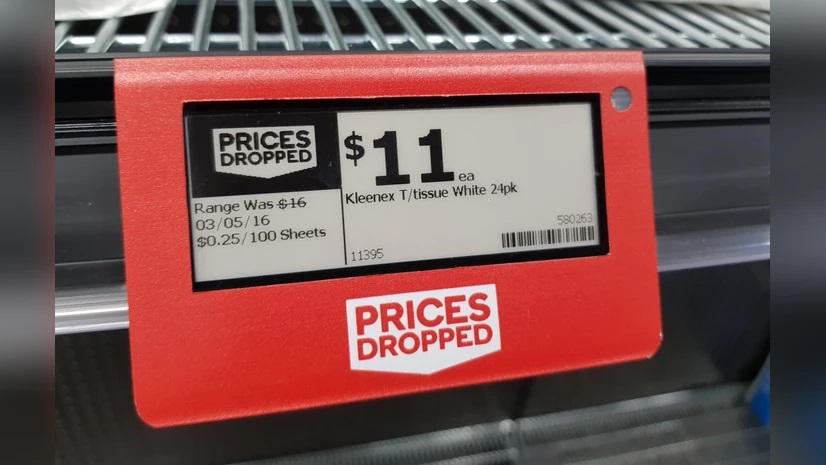 PRICES
DROPPED
Range Was $16
03/05/16
$0.25/100 Sheets
$11 ea
Kleenex T/tissue White 24pk
580263
11395
PRICES
DROPPED